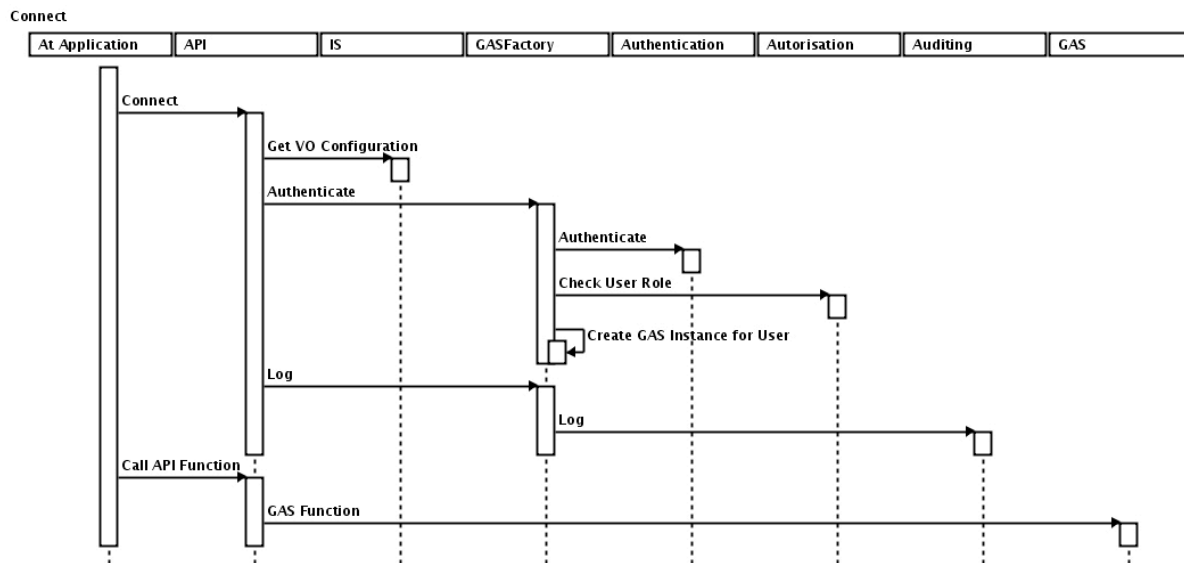 Connect
At Application API IS GASFactory Authentication Autorisation Auditing GAS
Connect
Get VO Configuration
Authenticate
Authenticate
Check User Role
Create GAS Instance for User
Log
Log
Call API Function
GAS Function